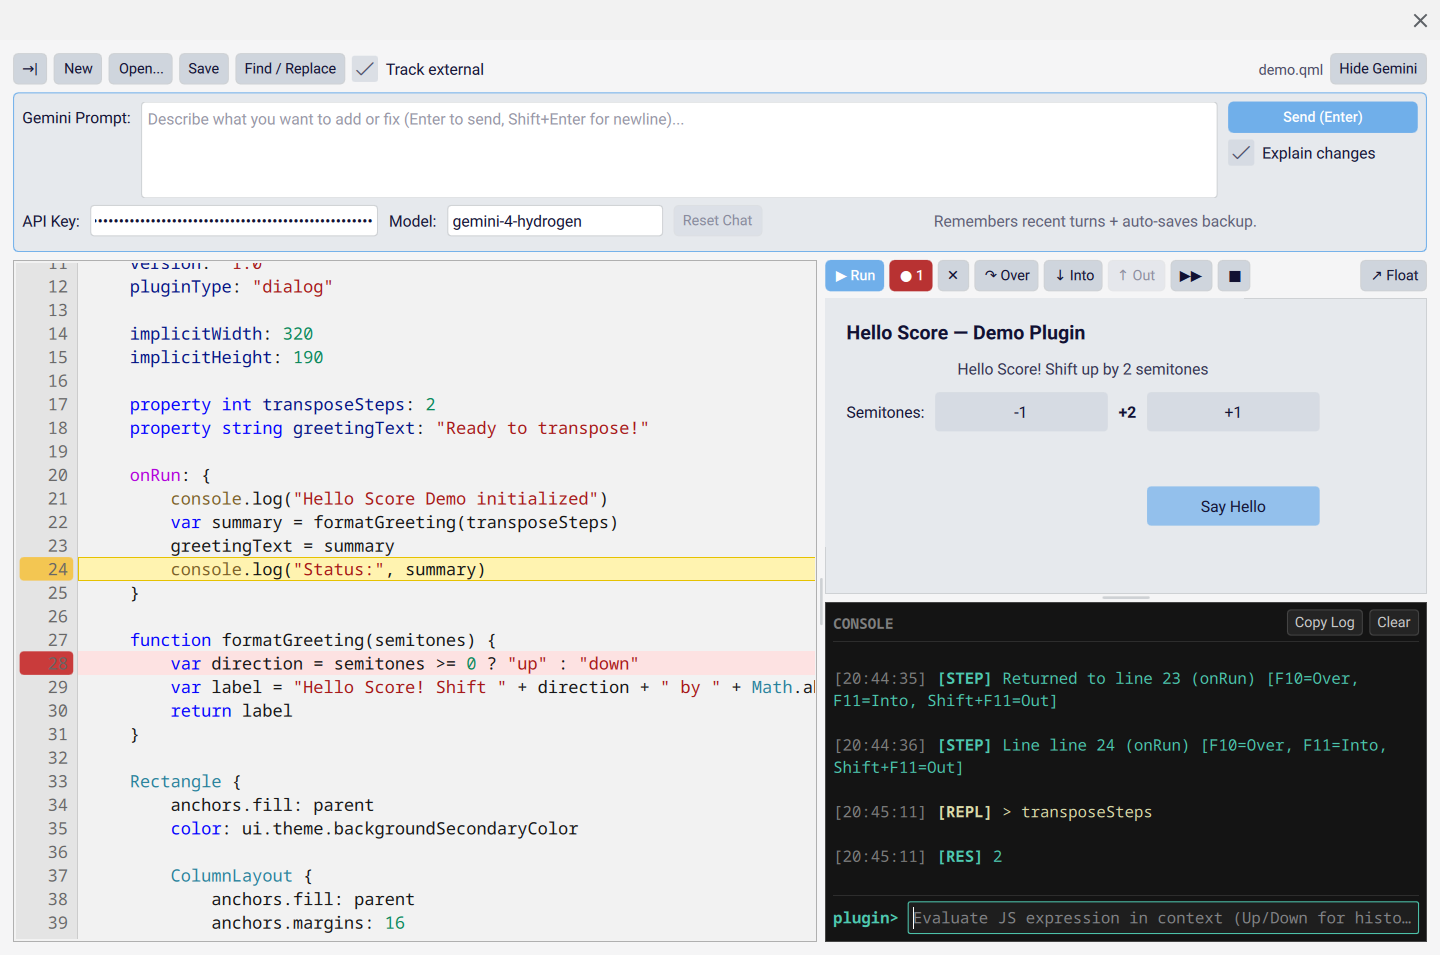 →| New Open... Save Find / Replace Track external demo.qml Hide Gemini
Gemini Prompt: Describe what you want to add or fix (Enter to send, Shift+Enter for newline)... Send (Enter)
Explain changes
API Key: Model: gemini-4-hydrogen Reset Chat Remembers recent turns + auto-saves backup.
11 version: "1.0"
12 pluginType: "dialog"
13
14 implicitWidth: 320
15 implicitHeight: 190
16
17 property int transposeSteps: 2
18 property string greetingText: "Ready to transpose!"
19
20 onRun: {
21 console.log("Hello Score Demo initialized")
22 var summary = formatGreeting(transposeSteps)
23 greetingText = summary
24 console.log("Status:", summary)
25 }
26
27 function formatGreeting(semitones) {
28 var direction = semitones >= 0 ? "up" : "down"
29 var label = "Hello Score! Shift " + direction + " by " + Math.a
30 return label
31 }
32
33 Rectangle {
34 anchors.fill: parent
35 color: ui.theme.backgroundSecondaryColor
36
37 ColumnLayout {
38 anchors.fill: parent
39 anchors.margins: 16
▶ Run ● 1 ✕ ↷ Over ↓ Into ↑ Out ▶▶ ■ ↗ Float
Hello Score — Demo Plugin
Hello Score! Shift up by 2 semitones
Semitones: -1 +2 +1
Say Hello
CONSOLE Copy Log Clear
[20:44:35] [STEP] Returned to line 23 (onRun) [F10=Over,
F11=Into, Shift+F11=Out]
[20:44:36] [STEP] Line line 24 (onRun) [F10=Over, F11=Into,
Shift+F11=Out]
[20:45:11] [REPL] > transposeSteps
[20:45:11] [RES] 2
plugin> Evaluate JS expression in context (Up/Down for histo…